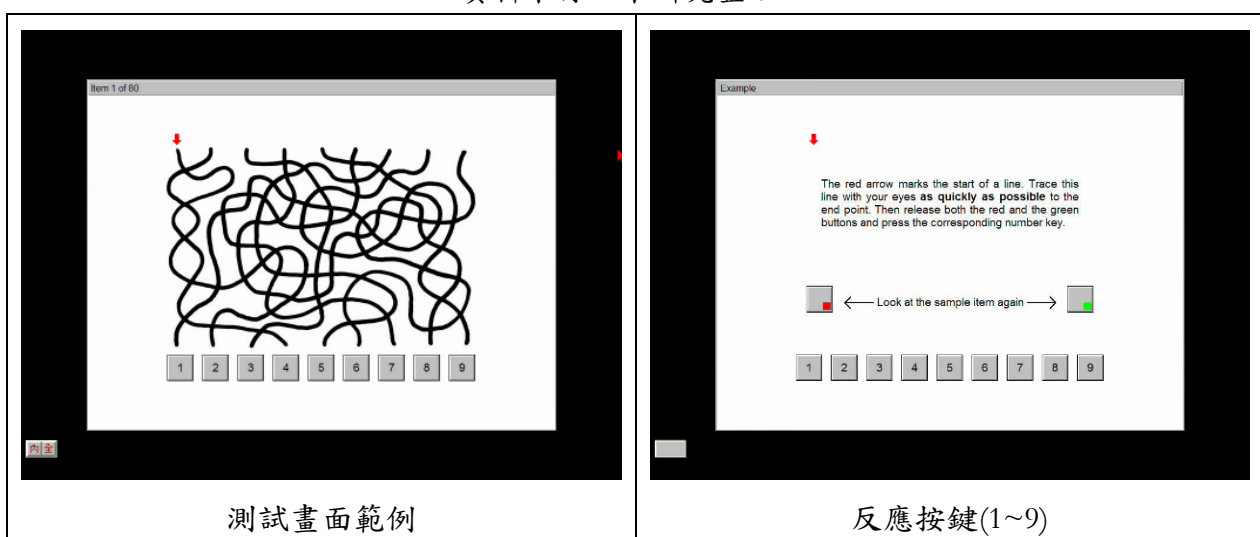 Item 1 of 80
1 2 3 4 5 6 7 8 9
內 全
測試畫面範例
Example
The red arrow marks the start of a line. Trace this
line with your eyes as quickly as possible to the
end point. Then release both the red and the green
buttons and press the corresponding number key.
Look at the sample item again
1 2 3 4 5 6 7 8 9
反應按鍵(1~9)